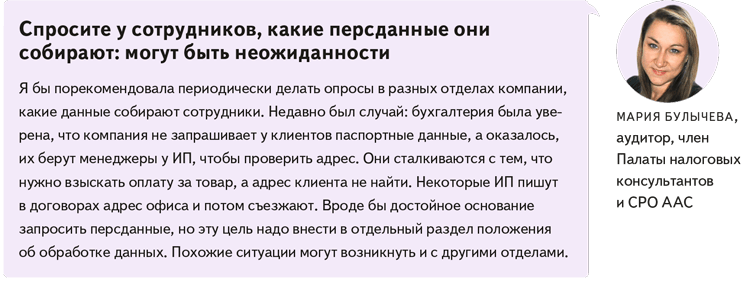 Спросите у сотрудников, какие персданные они
собирают: могут быть неожиданности
Я бы порекомендовала периодически делать опросы в разных отделах компании,
какие данные собирают сотрудники. Недавно был случай: бухгалтерия была уве-
рена, что компания не запрашивает у клиентов паспортные данные, а оказалось,
их берут менеджеры у ИП, чтобы проверить адрес. Они сталкиваются с тем, что
нужно взыскать оплату за товар, а адрес клиента не найти. Некоторые ИП пишут
в договорах адрес офиса и потом съезжают. Вроде бы достойное основание
запросить персданные, но эту цель надо внести в отдельный раздел положения
об обработке данных. Похожие ситуации могут возникнуть и с другими отделами.
МАРИЯ БУЛЫЧЕВА,
аудитор, член
Палаты налоговых
консультантов
и СРО ААС